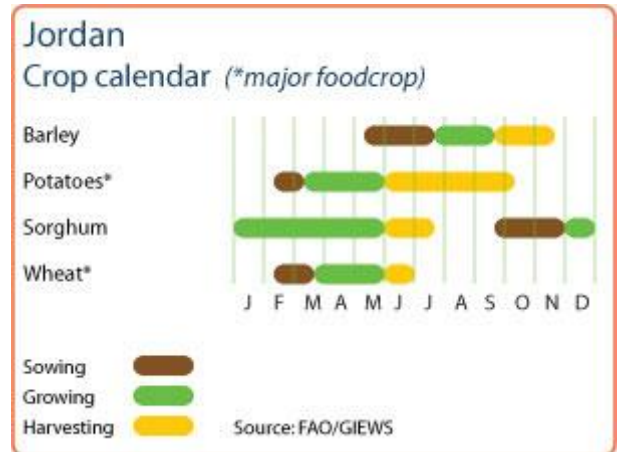 Jordan
Crop calendar (*major foodcrop)
Barley
Potatoes*
Sorghum
Wheat*
J F M A M J J A S O N D
Sowing
Growing
Harvesting
Source: FAO/GIEWS